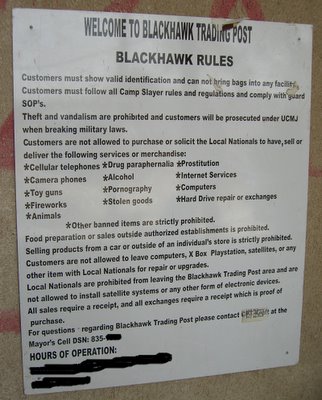 WELCOME TO BLACKHAWK TRADING POST
BLACKHAWK RULES
Customers must show valid identification and can not bring bags into any facility
Customers must follow all Camp Slayer rules and regulations and comply with guard
SOP's.
Theft and vandalism are prohibited and customers will be prosecuted under UCMJ
when breaking military laws.
Customers are not allowed to purchase or solicit the Local Nationals to have, sell or
deliver the following services or merchandise:
*Cellular telephones *Drug paraphernalia *Prostitution
*Camera phones *Alcohol *Internet Services
*Toy guns *Pornography *Computers
*Fireworks *Stolen goods *Hard Drive repair or exchanges
*Animals
*Other banned items are strictly prohibited.
Food preparation or sales outside authorized establishments is prohibited.
Selling products from a car or outside of an individual's store is strictly prohibited.
Customers are not allowed to leave computers, X Box Playstation, satellites, or any
other item with Local Nationals for repair or upgrades.
Local Nationals are prohibited from leaving the Blackhawk Trading Post area and are
not allowed to install satellite systems or any other form of electronic devices.
All sales require a receipt, and all exchanges require a receipt which is proof of
purchase.
For questions regarding Blackhawk Trading Post please contact at the
Mayor's Cell DSN: 835-
HOURS OF OPERATION: